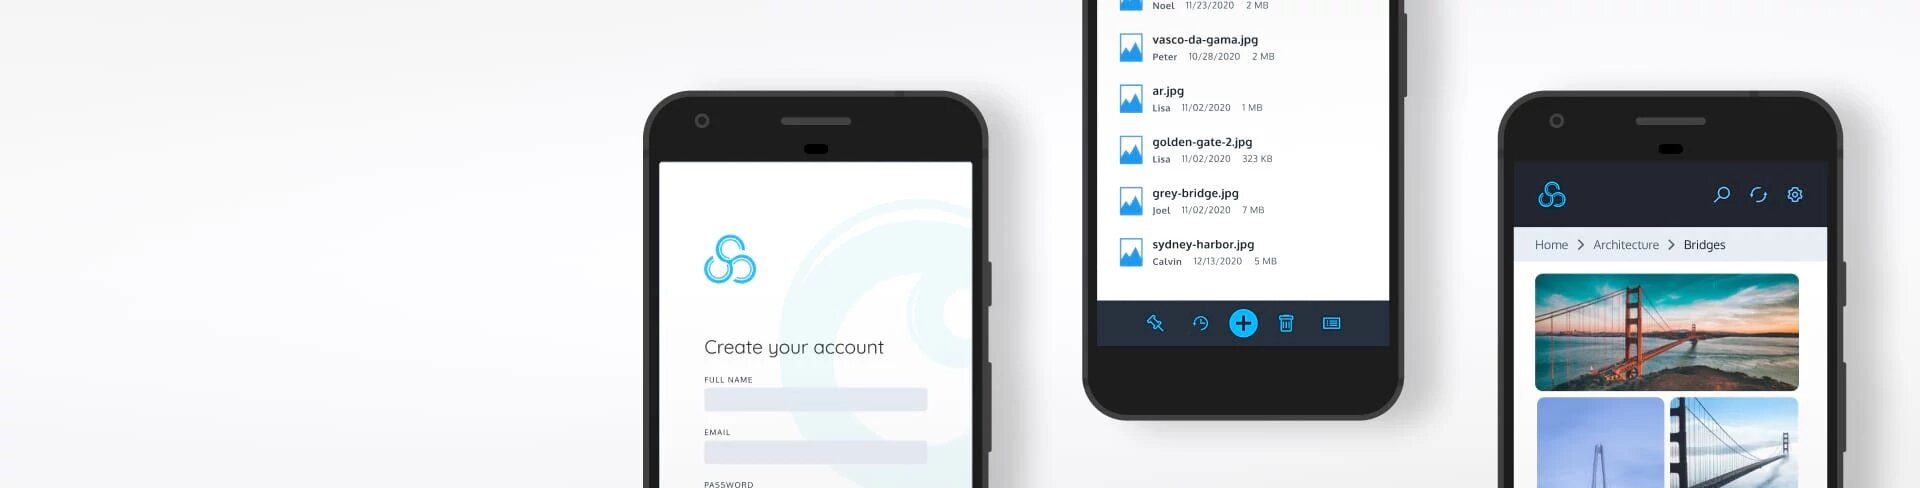 Create your account
FULL NAME
EMAIL
PASSWORD
Noel 11/23/2020 2 MB
vasco-da-gama.jpg
Peter 10/28/2020 2 MB
ar.jpg
Lisa 11/02/2020 1 MB
golden-gate-2.jpg
Lisa 11/02/2020 323 KB
grey-bridge.jpg
Joel 11/02/2020 7 MB
sydney-harbor.jpg
Calvin 12/13/2020 5 MB
Home > Architecture > Bridges